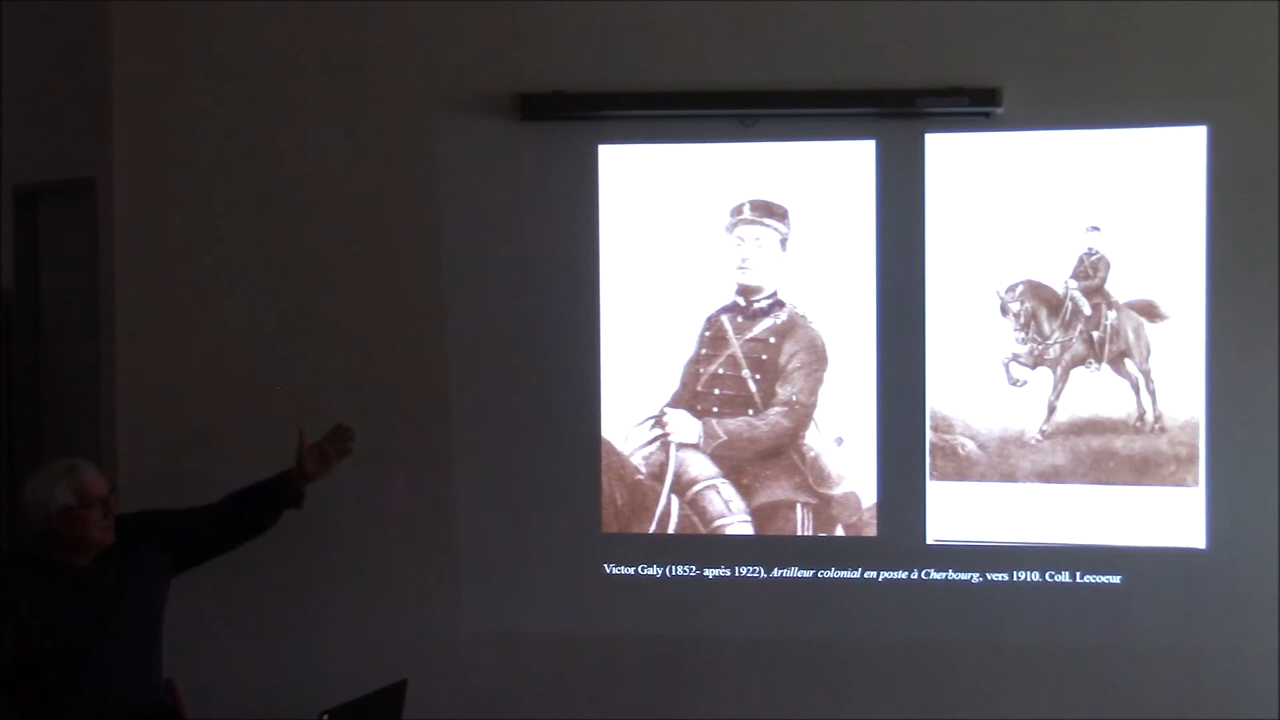 Victor Galy (1852- après 1922), Artilleur colonial en poste à Cherbourg, vers 1910. Coll. Lecoeur